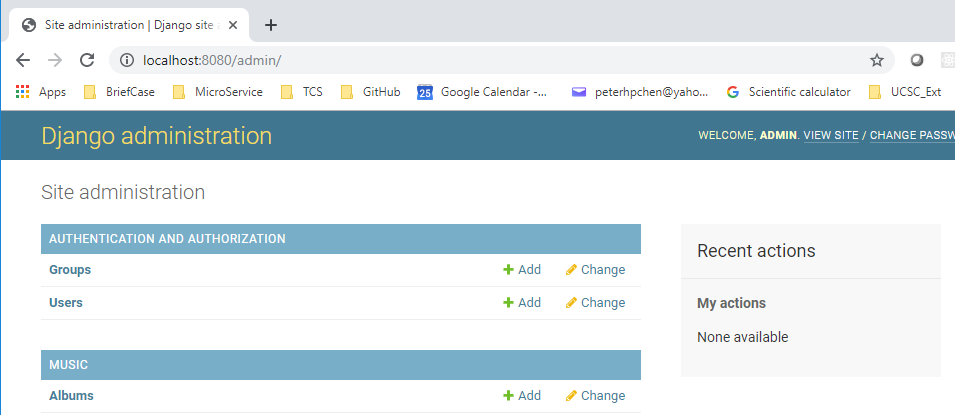 Site administration | Django site
localhost:8080/admin/
Apps BriefCase MicroService TCS GitHub 25 Google Calendar -... peterhpchen@yaho... Scientific calculator UCSC_Ext
Django administration
WELCOME, ADMIN. VIEW SITE / CHANGE PASSW
Site administration
AUTHENTICATION AND AUTHORIZATION
Groups Add Change
Users Add Change
MUSIC
Albums Add Change
Recent actions
My actions
None available